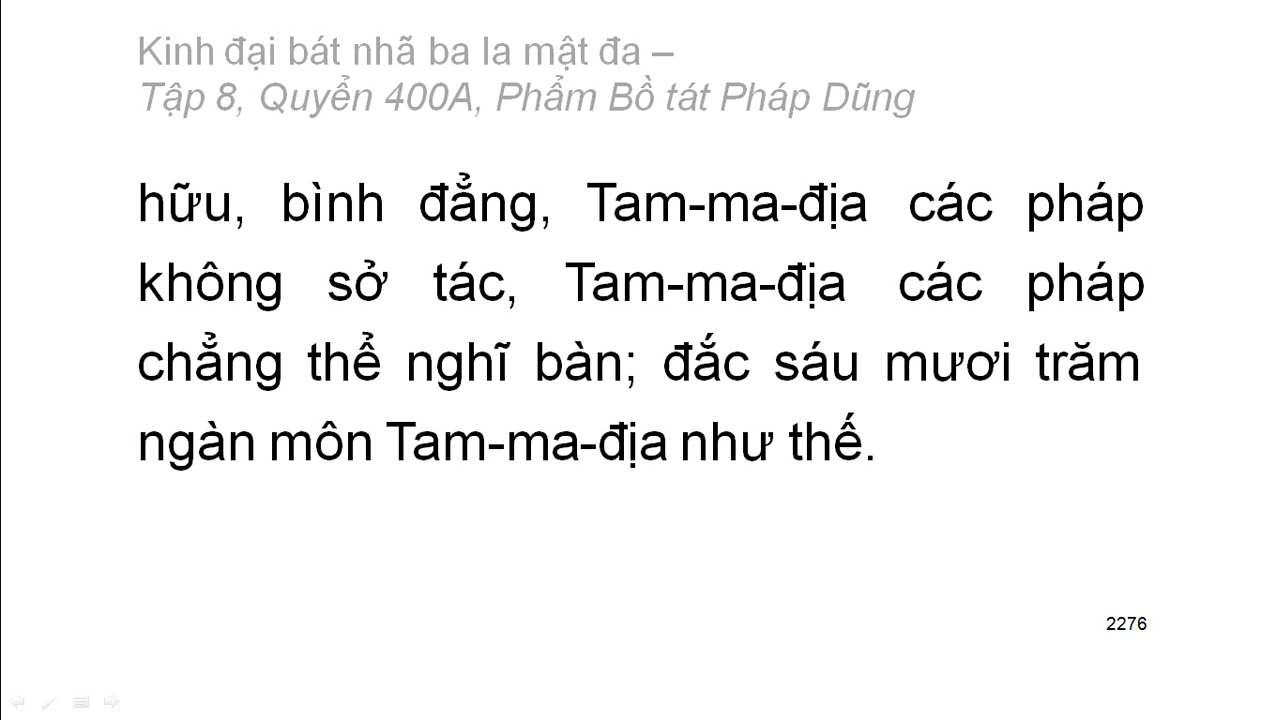 Kinh đại bát nhã ba la mật đa –
Tập 8, Quyển 400A, Phẩm Bồ tát Pháp Dũng
hữu, bình đẳng, Tam-ma-địa các pháp
không sở tác, Tam-ma-địa các pháp
chẳng thể nghĩ bàn; đắc sáu mươi trăm
ngàn môn Tam-ma-địa như thế.
2276